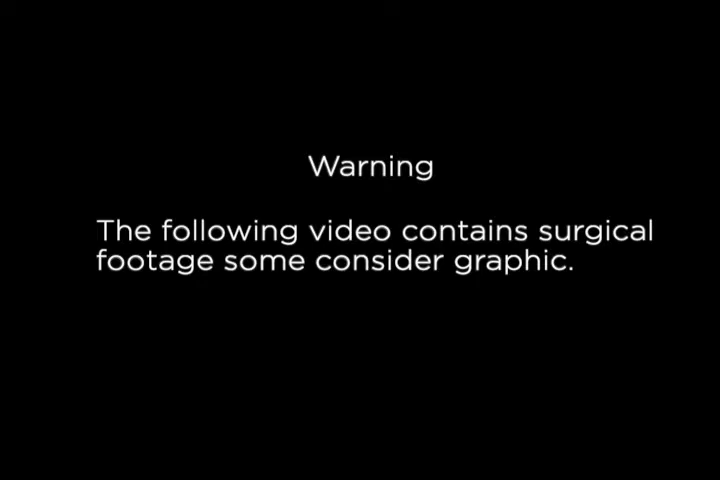 Warning
The following video contains surgical
footage some consider graphic.